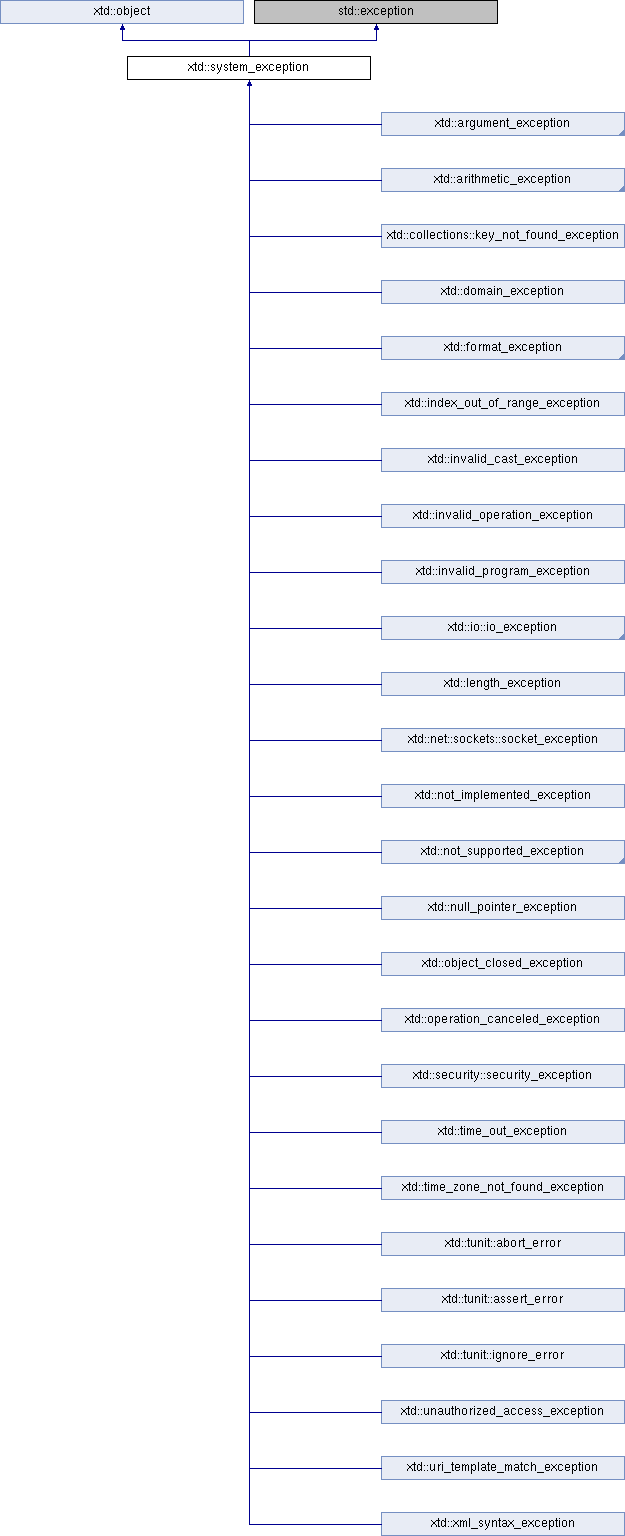 xtd::object
std::exception
xtd::system_exception
xtd::argument_exception
xtd::arithmetic_exception
xtd::collections::key_not_found_exception
xtd::domain_exception
xtd::format_exception
xtd::index_out_of_range_exception
xtd::invalid_cast_exception
xtd::invalid_operation_exception
xtd::invalid_program_exception
xtd::io::io_exception
xtd::length_exception
xtd::net::sockets::socket_exception
xtd::not_implemented_exception
xtd::not_supported_exception
xtd::null_pointer_exception
xtd::object_closed_exception
xtd::operation_canceled_exception
xtd::security::security_exception
xtd::time_out_exception
xtd::time_zone_not_found_exception
xtd::tunit::abort_error
xtd::tunit::assert_error
xtd::tunit::ignore_error
xtd::unauthorized_access_exception
xtd::uri_template_match_exception
xtd::xml_syntax_exception